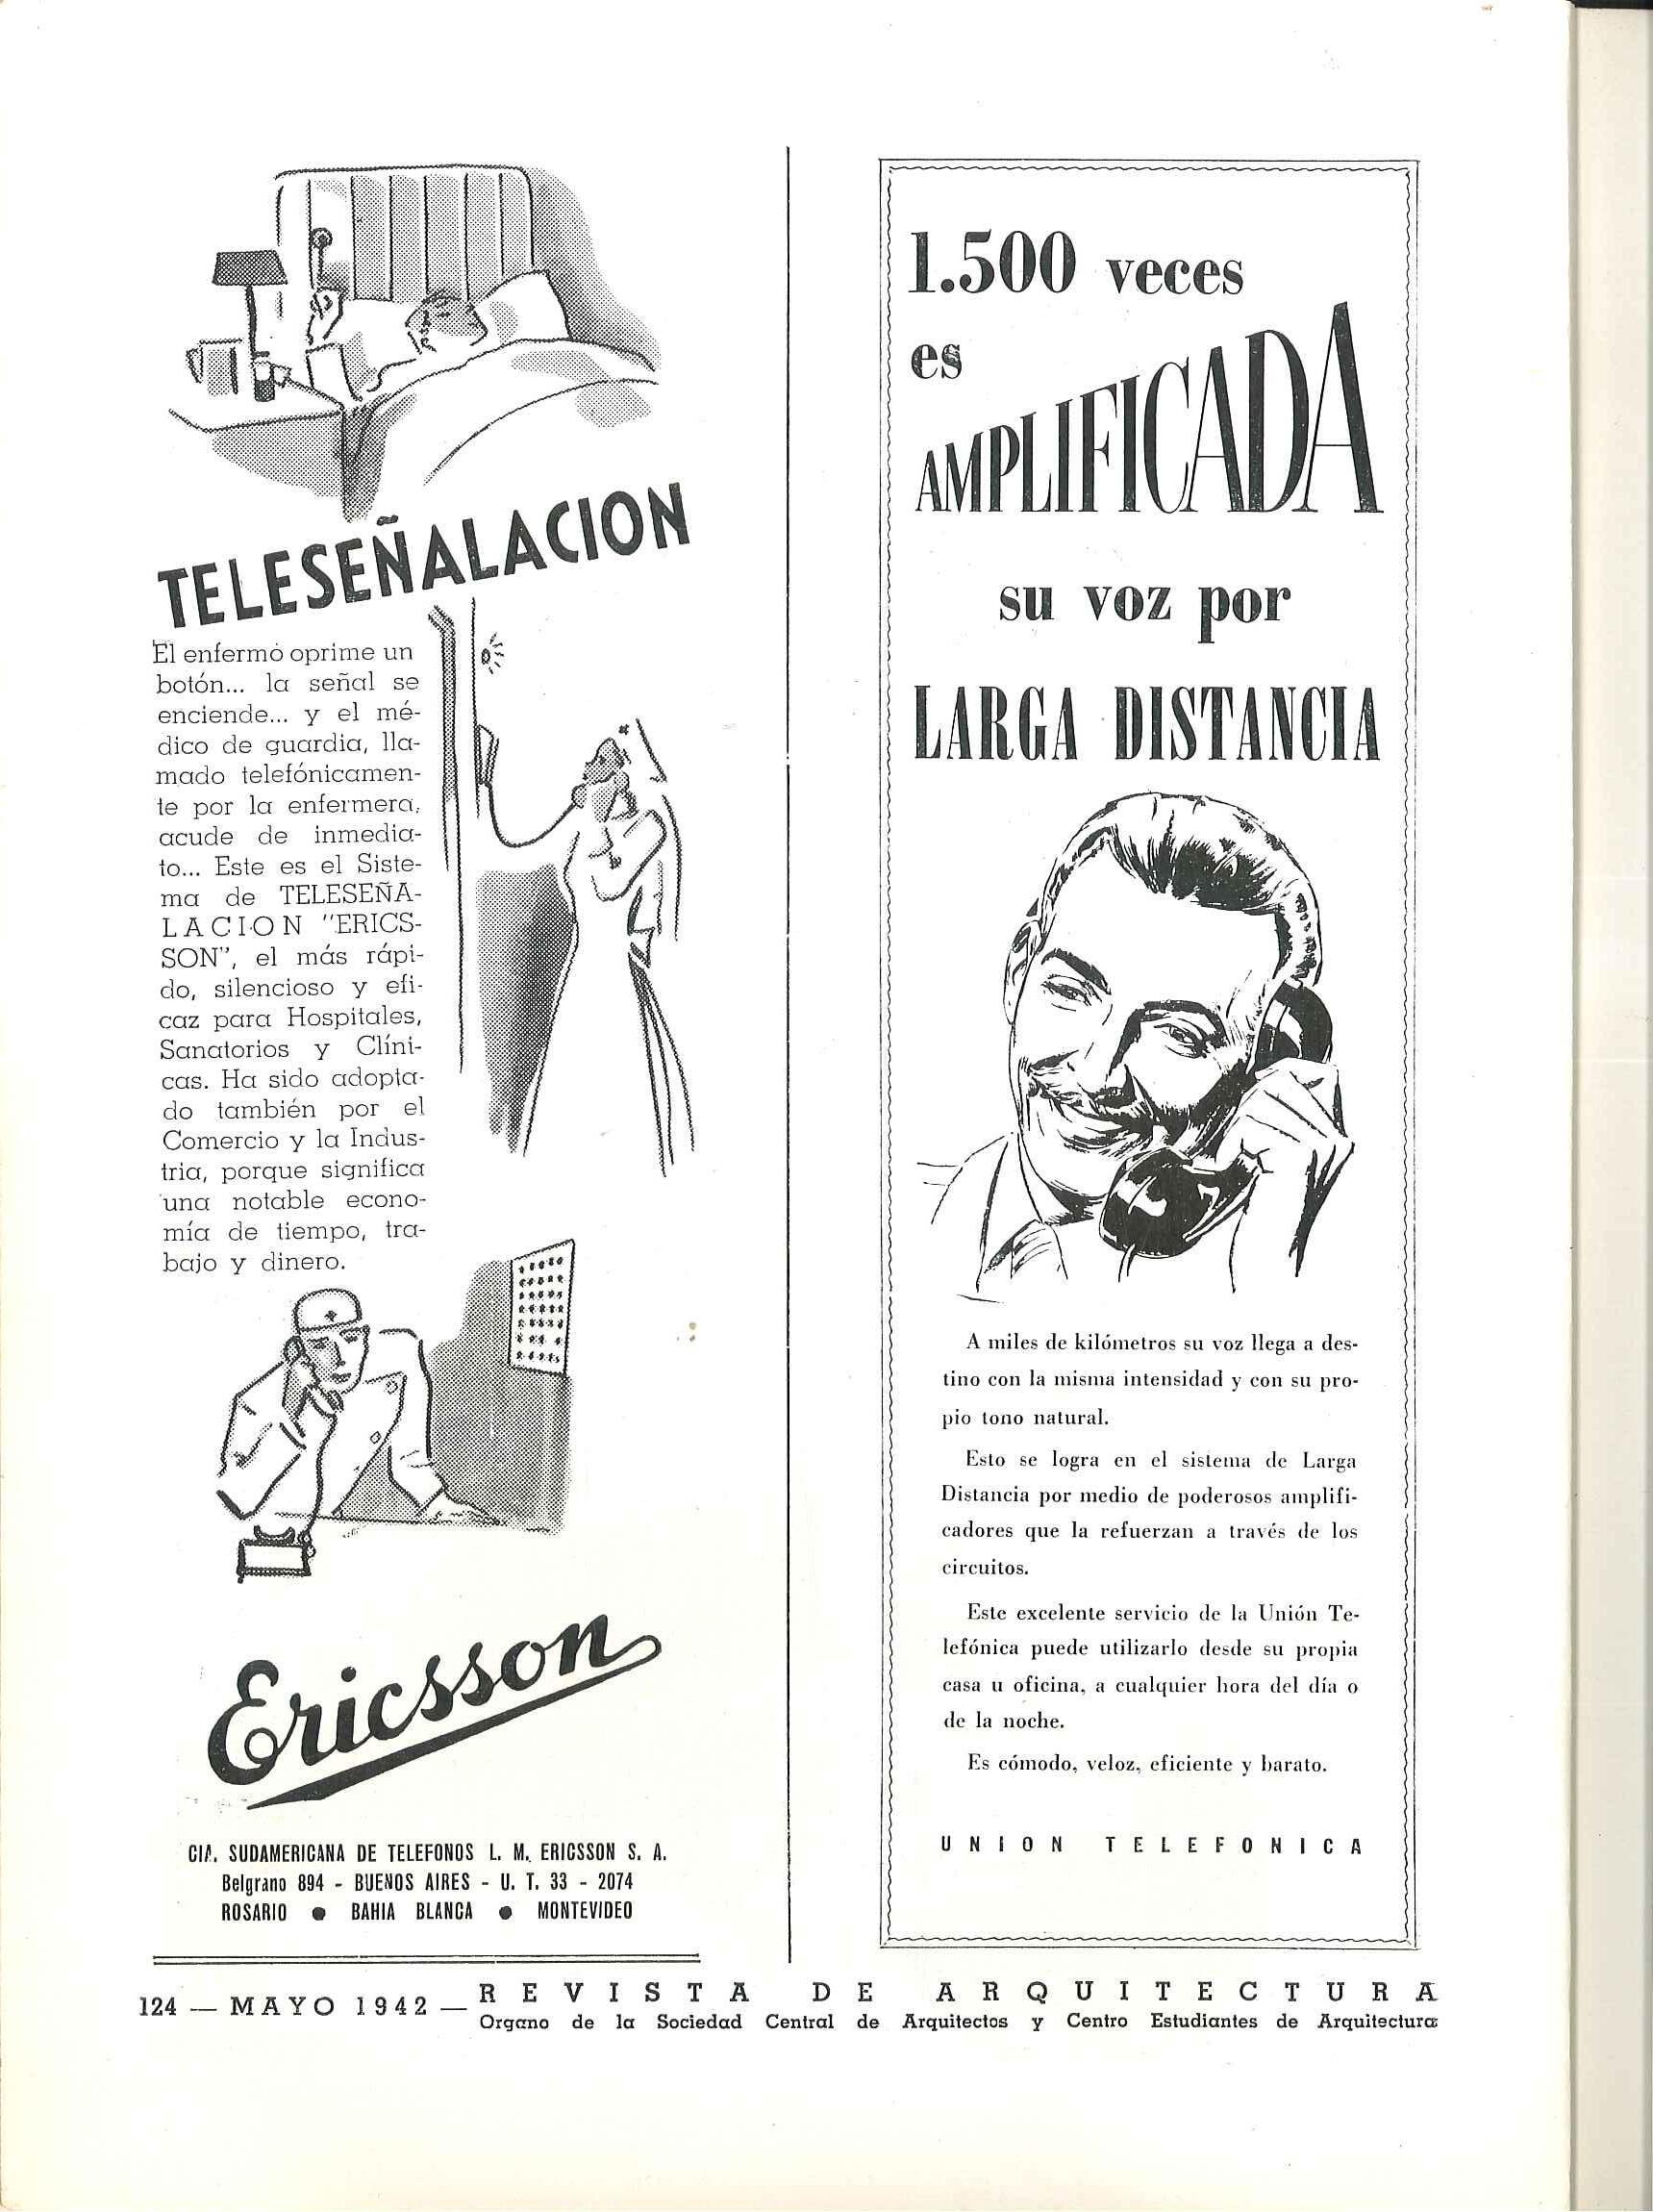 TELESEÑALACION
El enfermo oprime un
botón... la señal se
enciende... y el mé-
dico de guardia, lla-
mado telefónicamen-
te por la enfermera,
acude de inmedia-
to... Este es el Siste-
ma de TELESEÑA-
LACION "ERICS-
SON", el más rápi-
do, silencioso y efi-
caz para Hospitales,
Sanatorios y Clíni-
cas. Ha sido adopta-
do también por el
Comercio y la Indus-
tria, porque significa
una notable econo-
mía de tiempo, tra-
bajo y dinero.
Ericsson
CIA. SUDAMERICANA DE TELEFONOS L. M. ERICSSON S. A.
Belgrano 894 - BUENOS AIRES - U. T. 33 - 2074
ROSARIO ● BAHIA BLANCA ● MONTEVIDEO
1.500 veces
es
AMPLIFICADA
su voz por
LARGA DISTANCIA
A miles de kilómetros su voz llega a des-
tino con la misma intensidad y con su pro-
pio tono natural.
Esto se logra en el sistema de Larga
Distancia por medio de poderosos amplifi-
cadores que la refuerzan a través de los
circuitos.
Este excelente servicio de la Unión Te-
lefónica puede utilizarlo desde su propia
casa u oficina, a cualquier hora del día o
de la noche.
Es cómodo, veloz, eficiente y barato.
UNION TELEFONICA
124 — MAYO 1942 — REVISTA DE ARQUITECTURA
Organo de la Sociedad Central de Arquitectos y Centro Estudiantes de Arquitectura